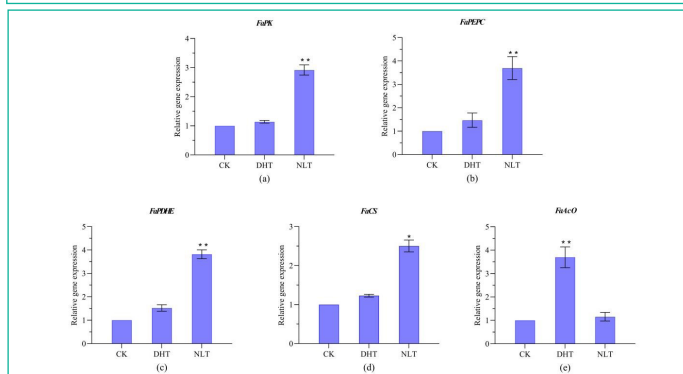 FaPK
Relative gene expression
4
3
2
1
0
**
CK DHT NLT
(a)
FaPEPC
Relative gene expression
5
4
3
2
1
0
**
CK DHT NLT
(b)
FaPDHE
Relative gene expression
5
4
3
2
1
0
**
CK DHT NLT
(c)
FaCS
Relative gene expression
3
2
1
0
*
CK DHT NLT
(d)
FaAcO
Relative gene expression
5
4
3
2
1
0
**
CK DHT NLT
(e)